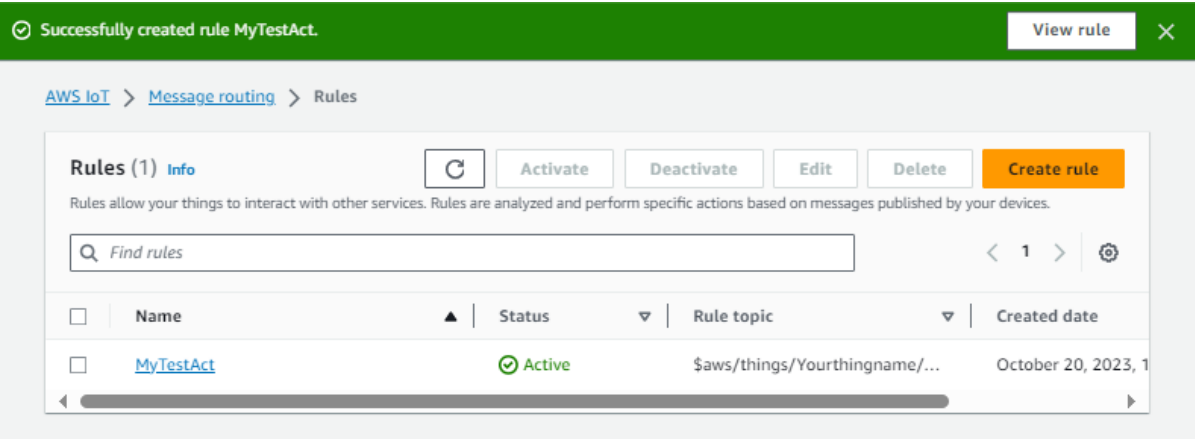 Successfully created rule MyTestAct. View rule
AWS IoT Message routing Rules
Rules (1) Info Activate Deactivate Edit Delete Create rule
Rules allow your things to interact with other services. Rules are analyzed and perform specific actions based on messages published by your devices.
Find rules 1
Name Status Rule topic Created date
MyTestAct Active $aws/things/Yourthingname/... October 20, 2023, 1